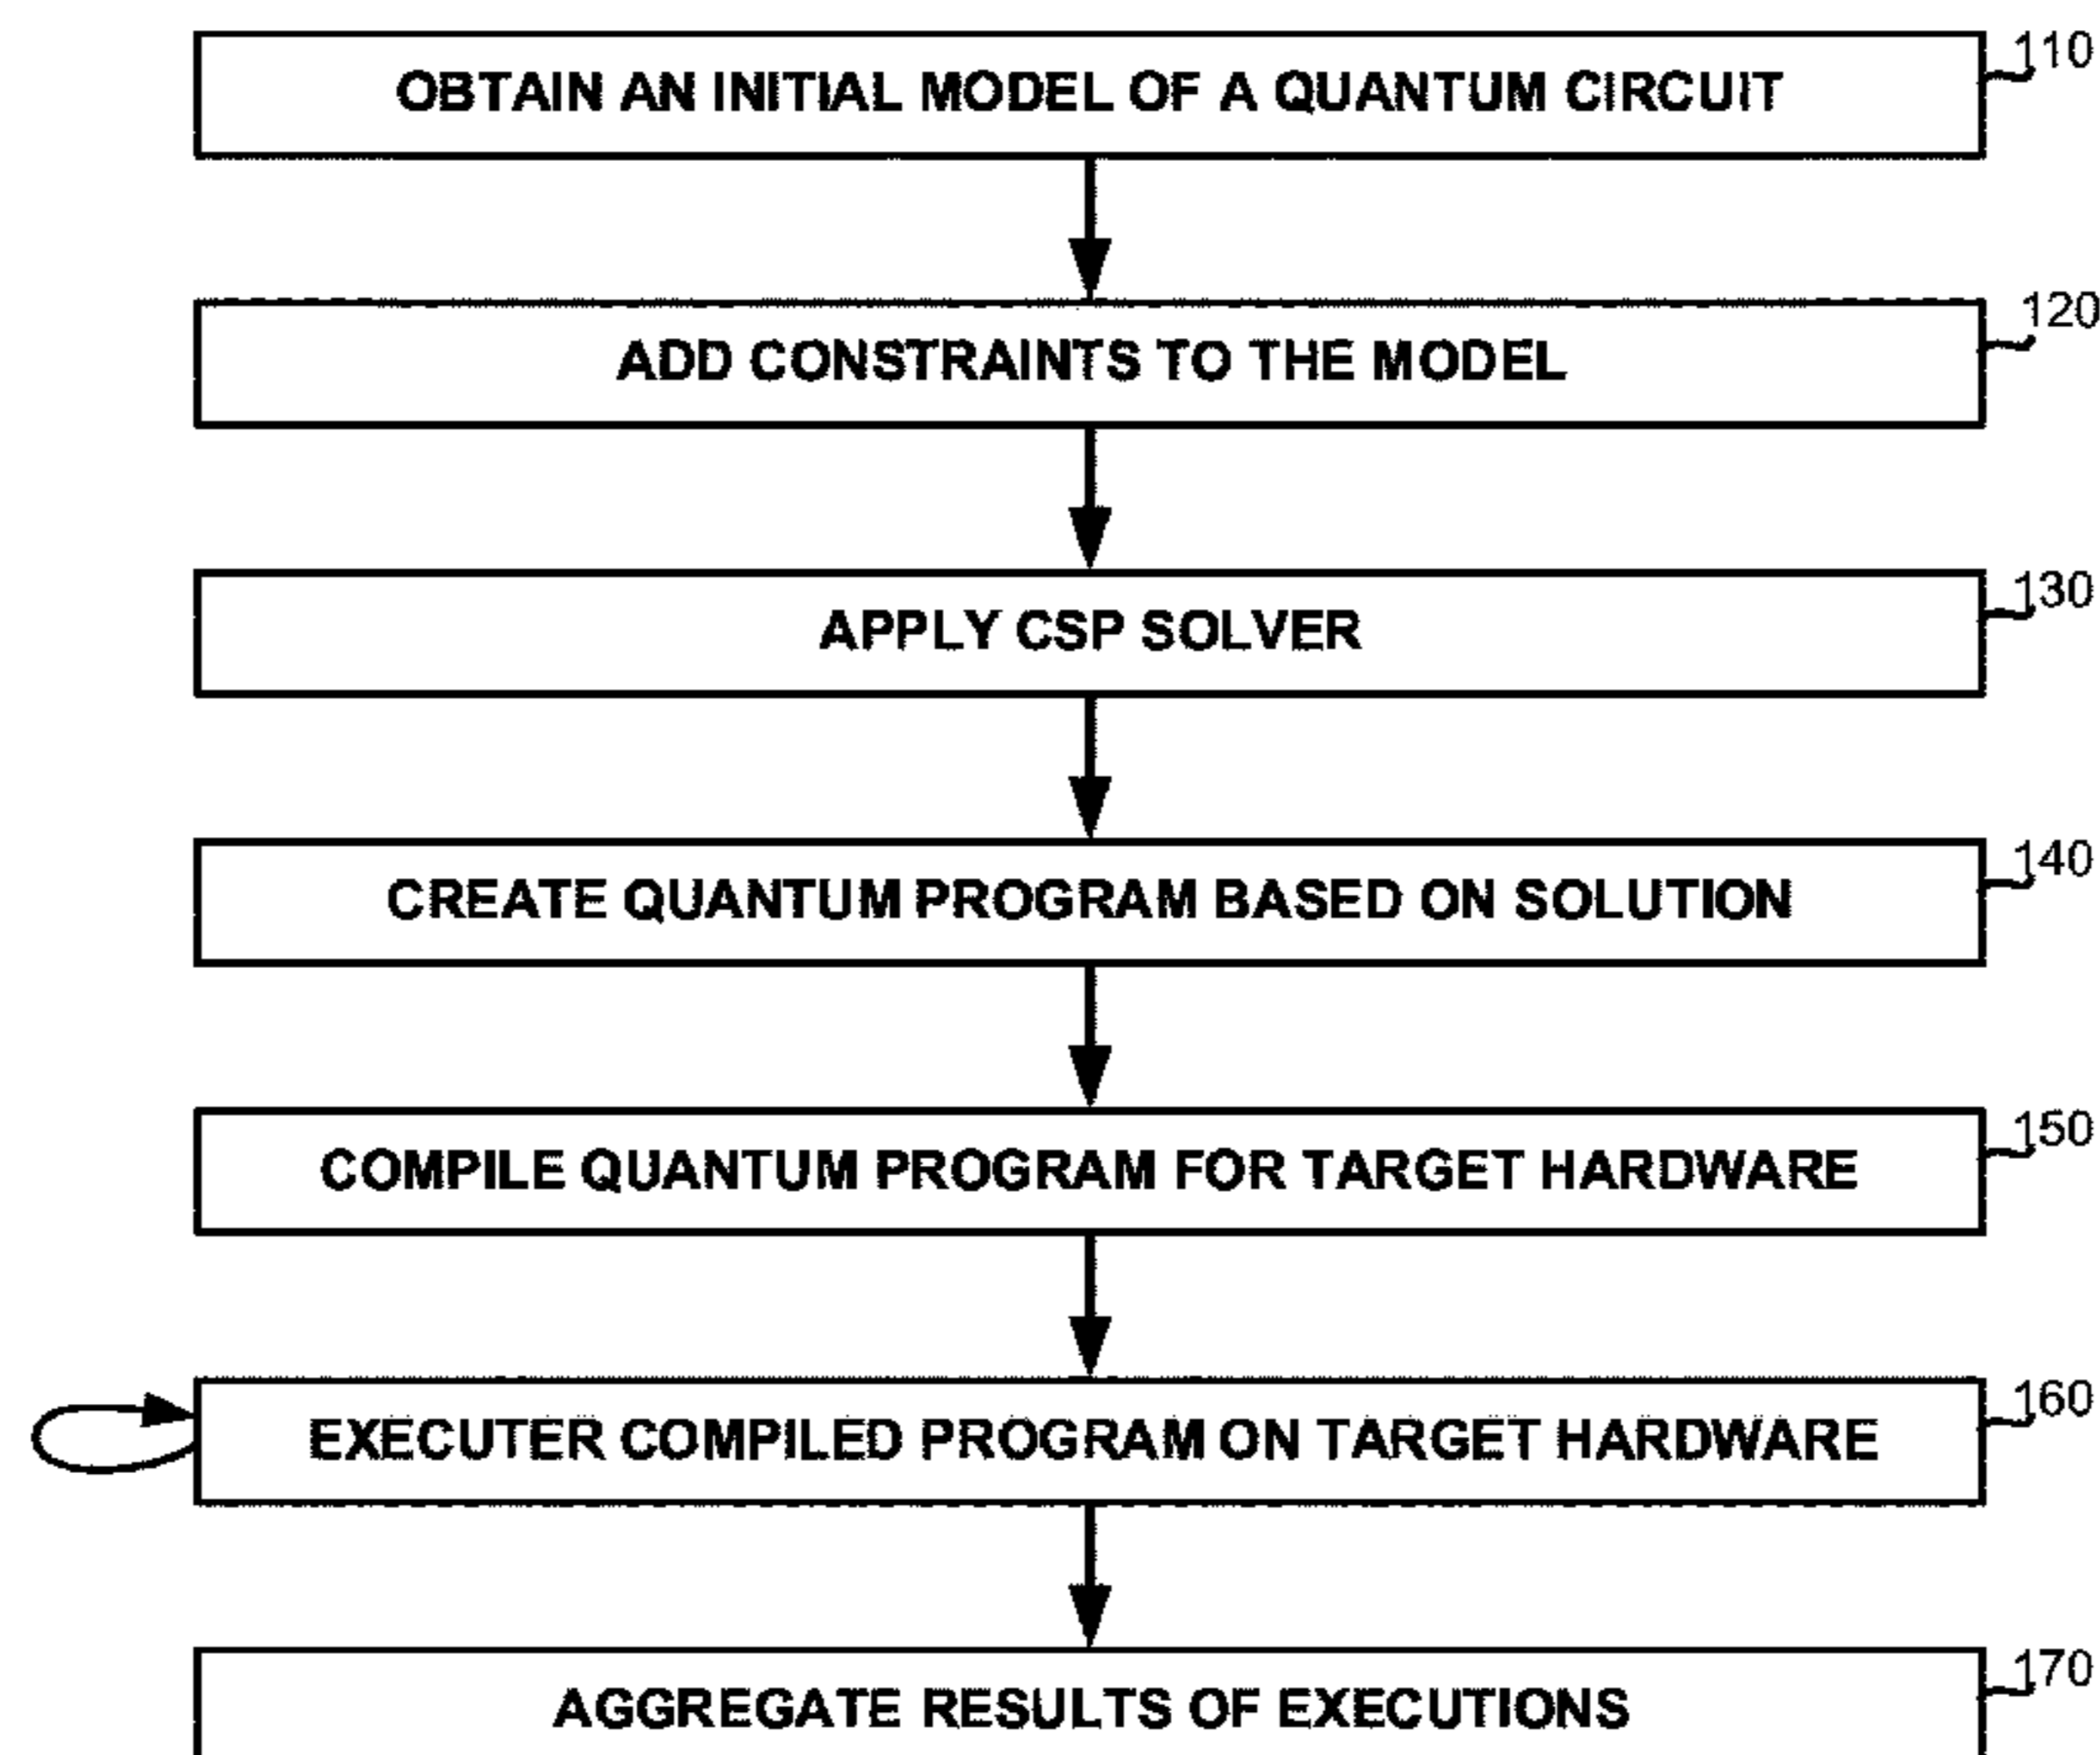 OBTAIN AN INITIAL MODEL OF A QUANTUM CIRCUIT
110
ADD CONSTRAINTS TO THE MODEL
120
APPLY CSP SOLVER
130
CREATE QUANTUM PROGRAM BASED ON SOLUTION
140
COMPILE QUANTUM PROGRAM FOR TARGET HARDWARE
150
EXECUTER COMPILED PROGRAM ON TARGET HARDWARE
160
AGGREGATE RESULTS OF EXECUTIONS
170